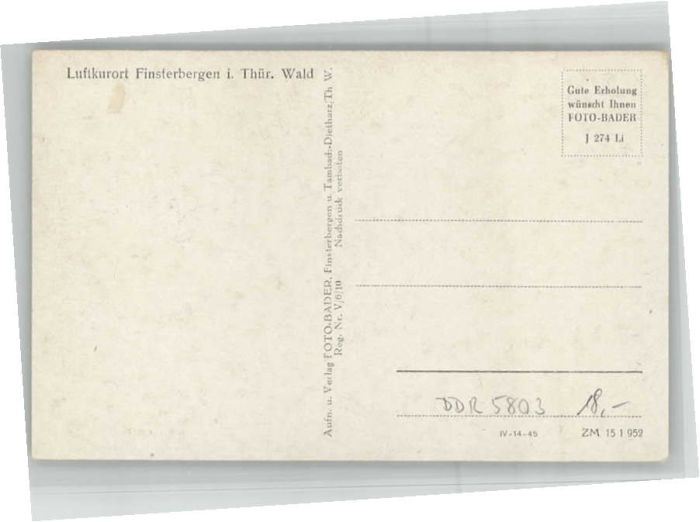 Luftkurort Finsterbergen i. Thür. Wald
Aufn. u. Verlag FOTO-BADER, Finsterbergen u. Tambach-Dietharz/Th. W.
Reg. Nr. V/6/10 Nachdruck verboten
Gute Erholung
wünscht Ihnen
FOTO-BADER
J 274 Li
DDR 5803 18,-
IV-14-45 ZM 15 1 952